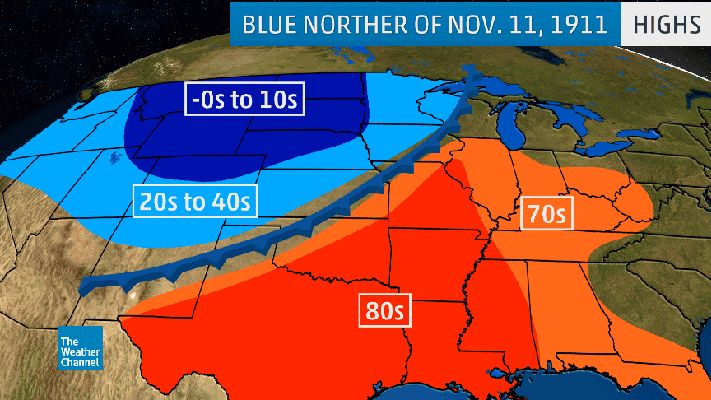 BLUE NORTHER OF NOV. 11, 1911 HIGHS
-0s to 10s
20s to 40s
70s
80s
The
Weather
Channel